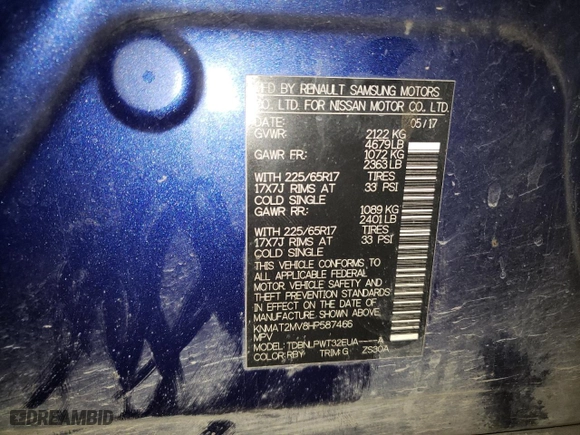 MFD BY RENAULT SAMSUNG MOTORS
CO. LTD. FOR NISSAN MOTOR CO. LTD.
DATE: 05/17
GVWR: 2122 KG
4679 LB
GAWR FR: 1072 KG
2363 LB
WITH 225/65R17 TIRES
17X7J RIMS AT 33 PSI
COLD SINGLE
GAWR RR: 1089 KG
2401 LB
WITH 225/65R17 TIRES
17X7J RIMS AT 33 PSI
COLD SINGLE
THIS VEHICLE CONFORMS TO
ALL APPLICABLE FEDERAL
MOTOR VEHICLE SAFETY AND
THEFT PREVENTION STANDARDS
IN EFFECT ON THE DATE OF
MANUFACTURE SHOWN ABOVE.
KNMAT2MV8HP587466
MPV
MODEL: TDBNLPWT32EUA----A
COLOR:RBY TRIM:G ZS3GA
DREAMBID